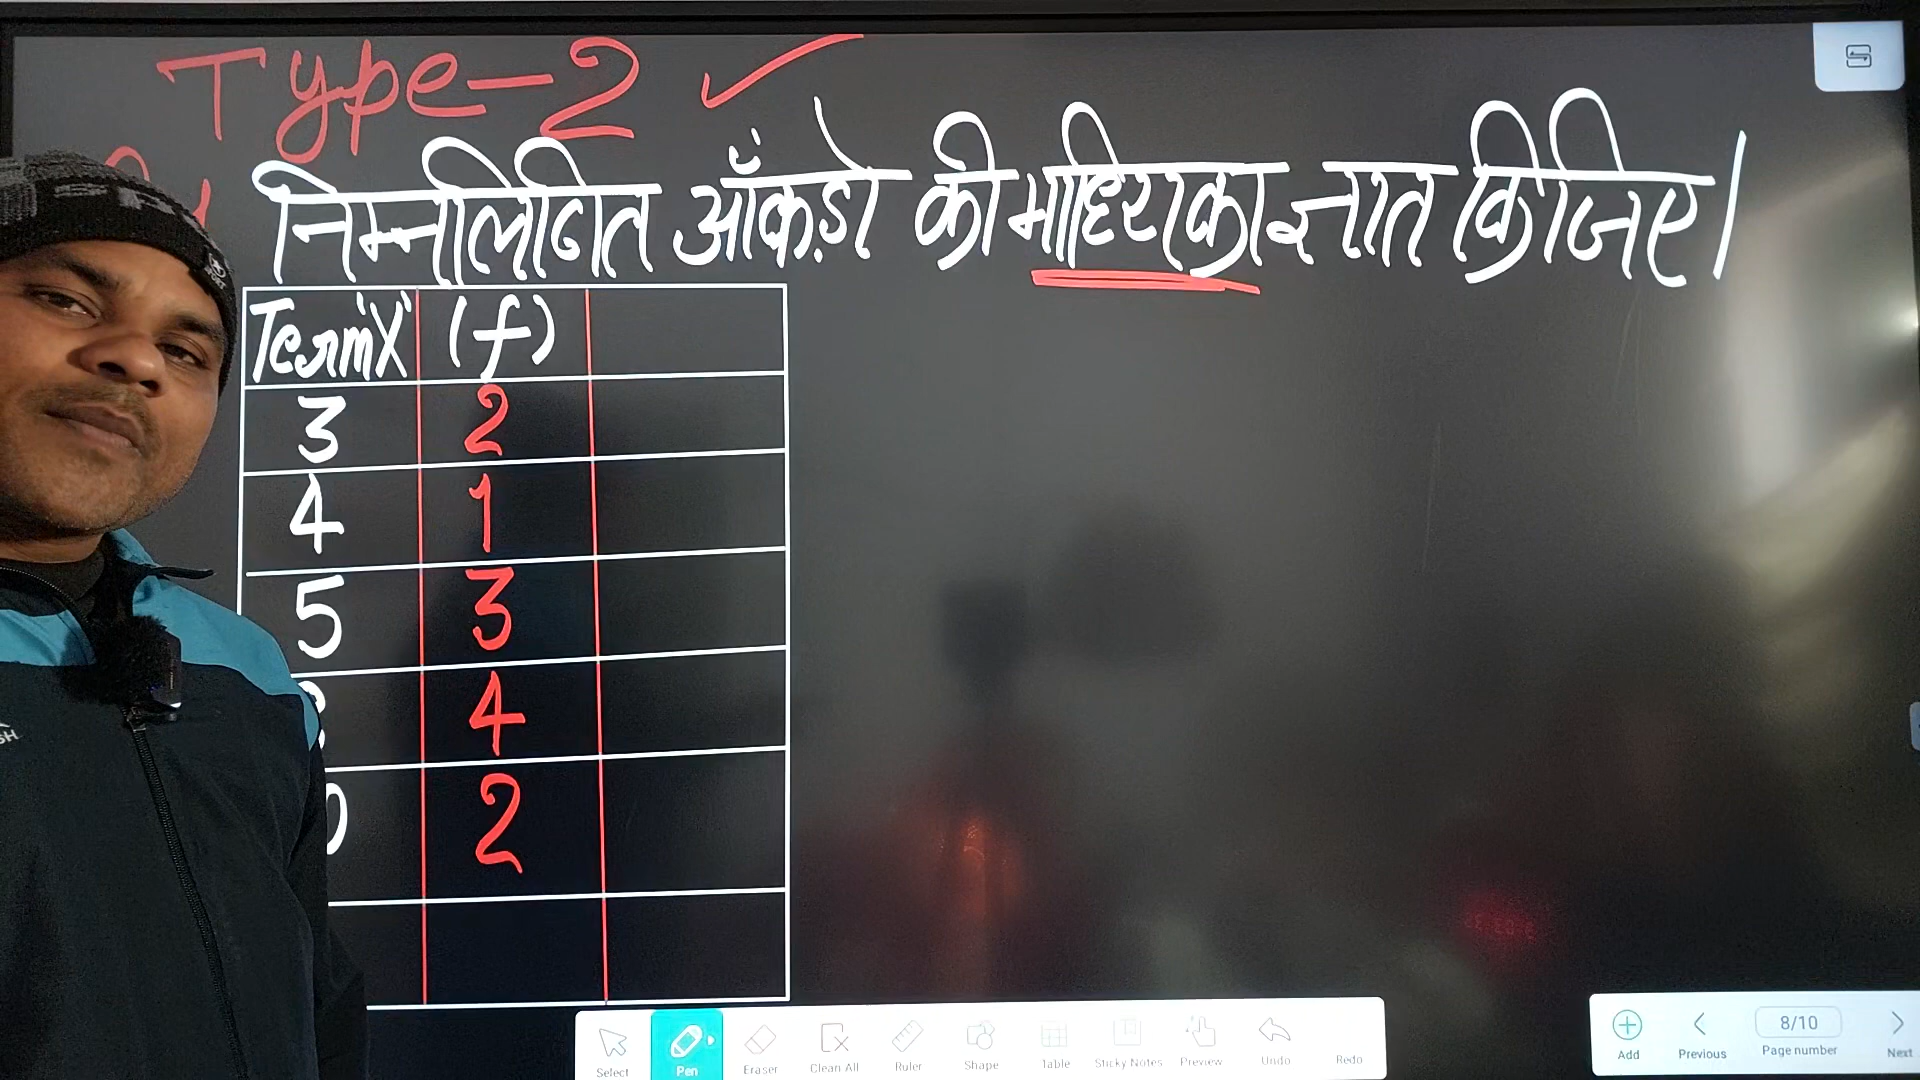 Type-2 ✓
निम्नलिखित आँकड़ो की माध्यिका ज्ञात किजिए।
Term 'X' (f)
3 2
4 1
5 3
4
0 2
Select Pen Eraser Clean All Ruler Shape Table Sticky Notes Preview Undo Redo
Add Previous 8/10 Page number Next